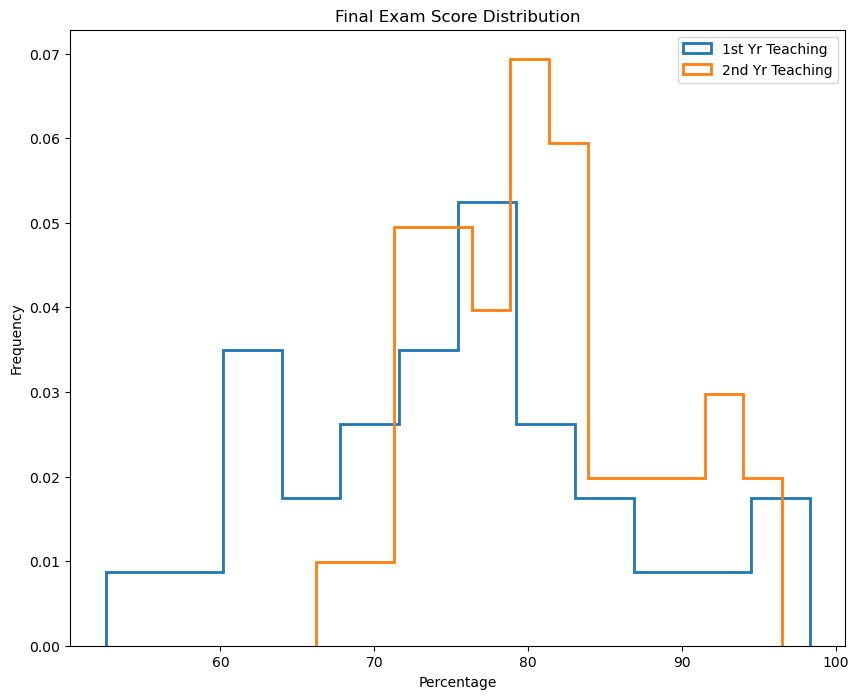 Final Exam Score Distribution
1st Yr Teaching
2nd Yr Teaching
0.07
0.06
0.05
0.04
0.03
0.02
0.01
0.00
Frequency
60
70
80
90
100
Percentage